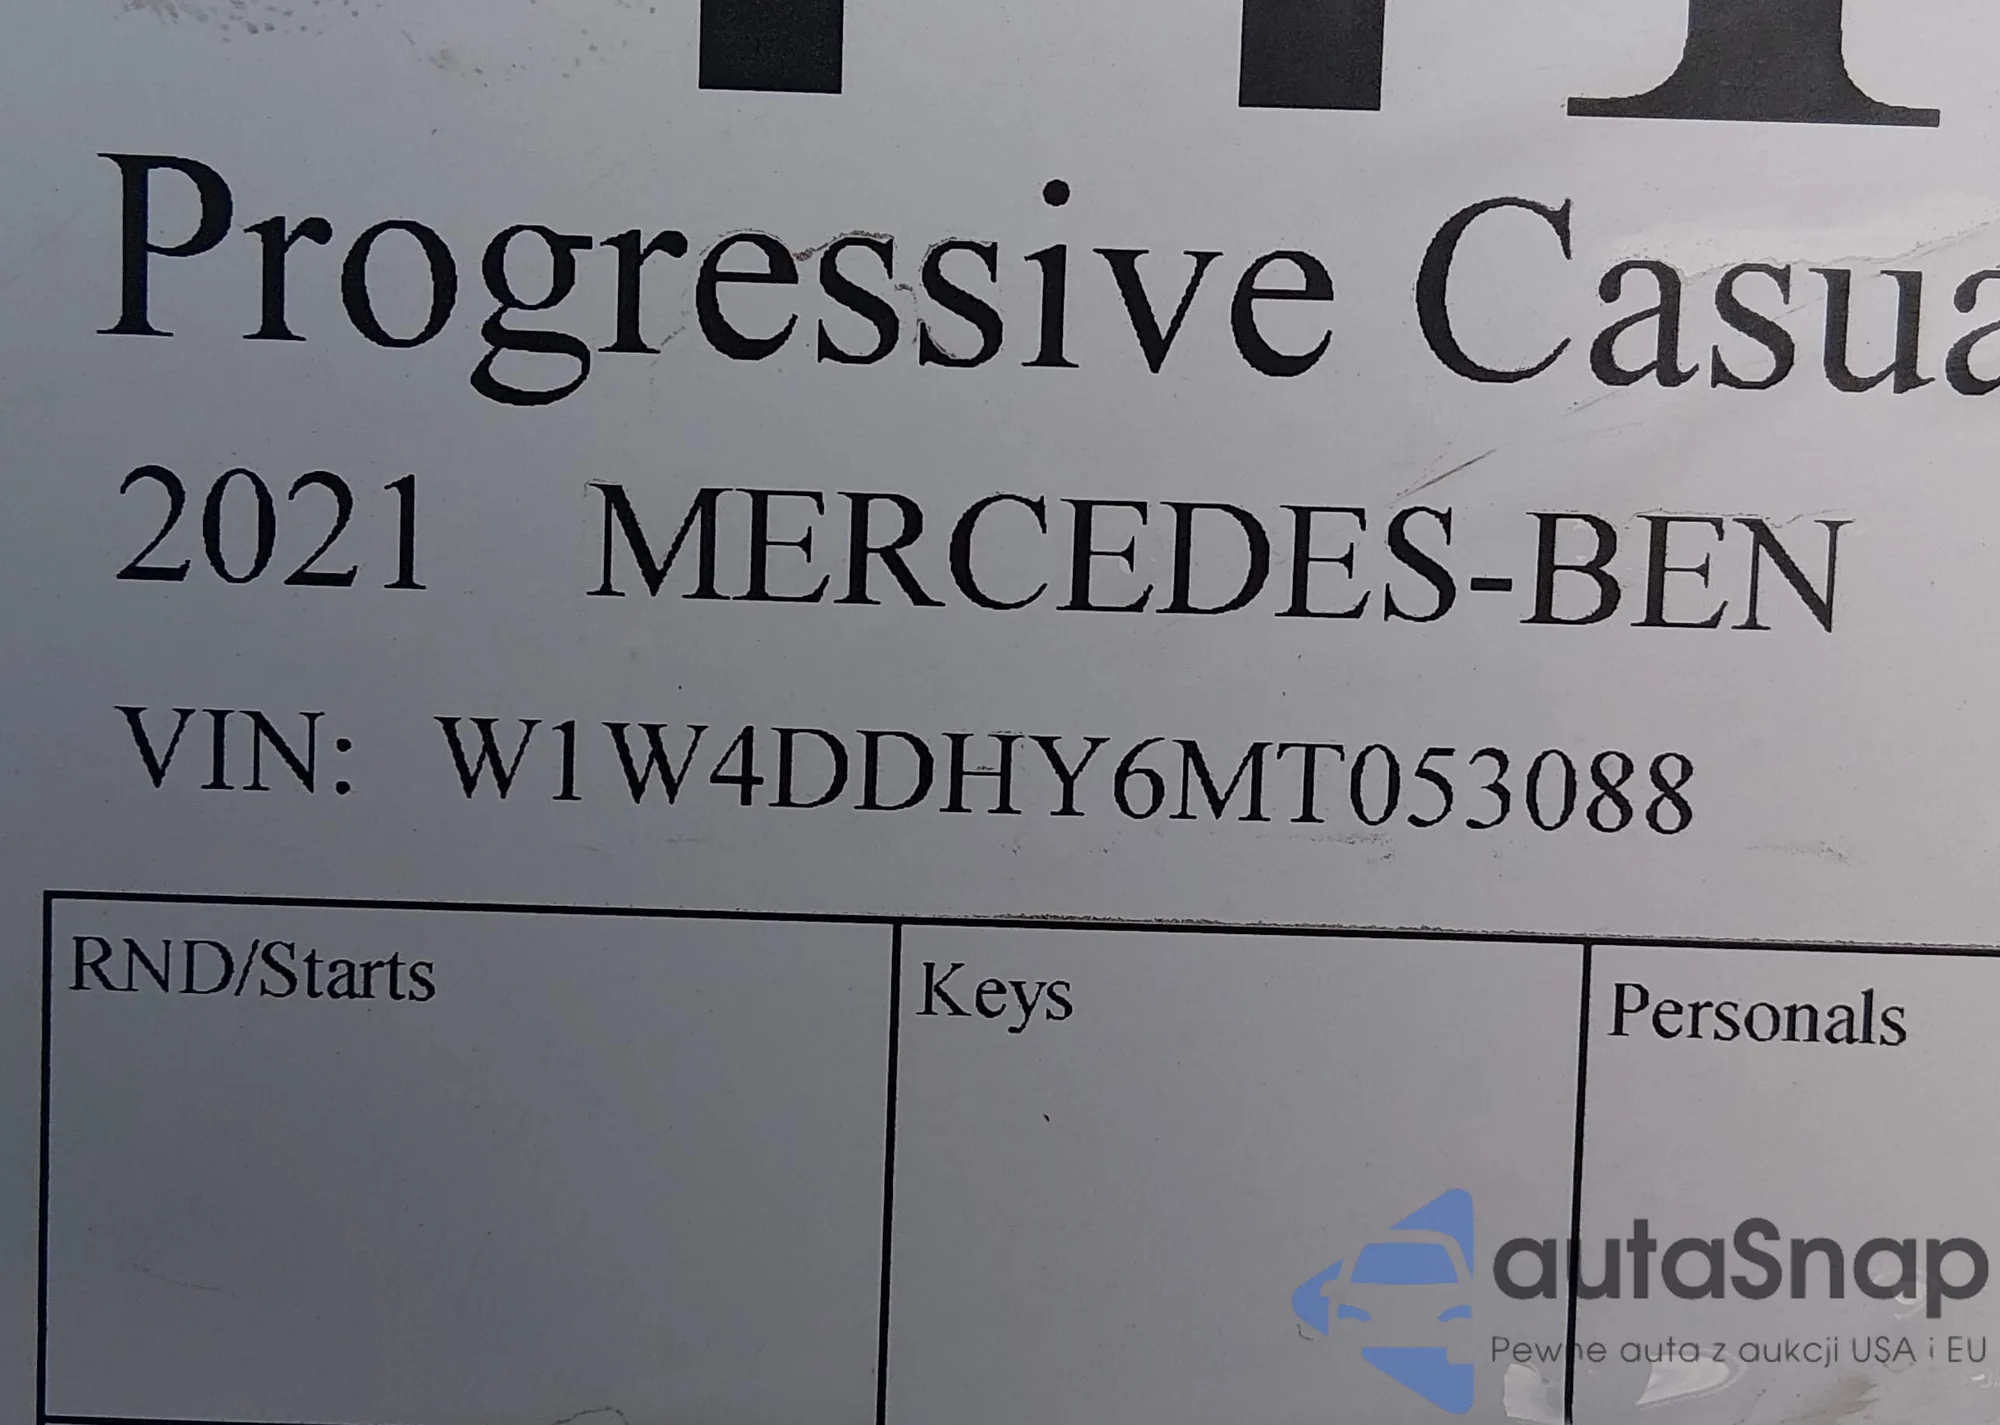 Progressive Casua
2021 MERCEDES-BEN
VIN: W1W4DDHY6MT053088
RND/Starts
Keys
Personals
autaSnap
Pewne auta z aukcji USA i EU